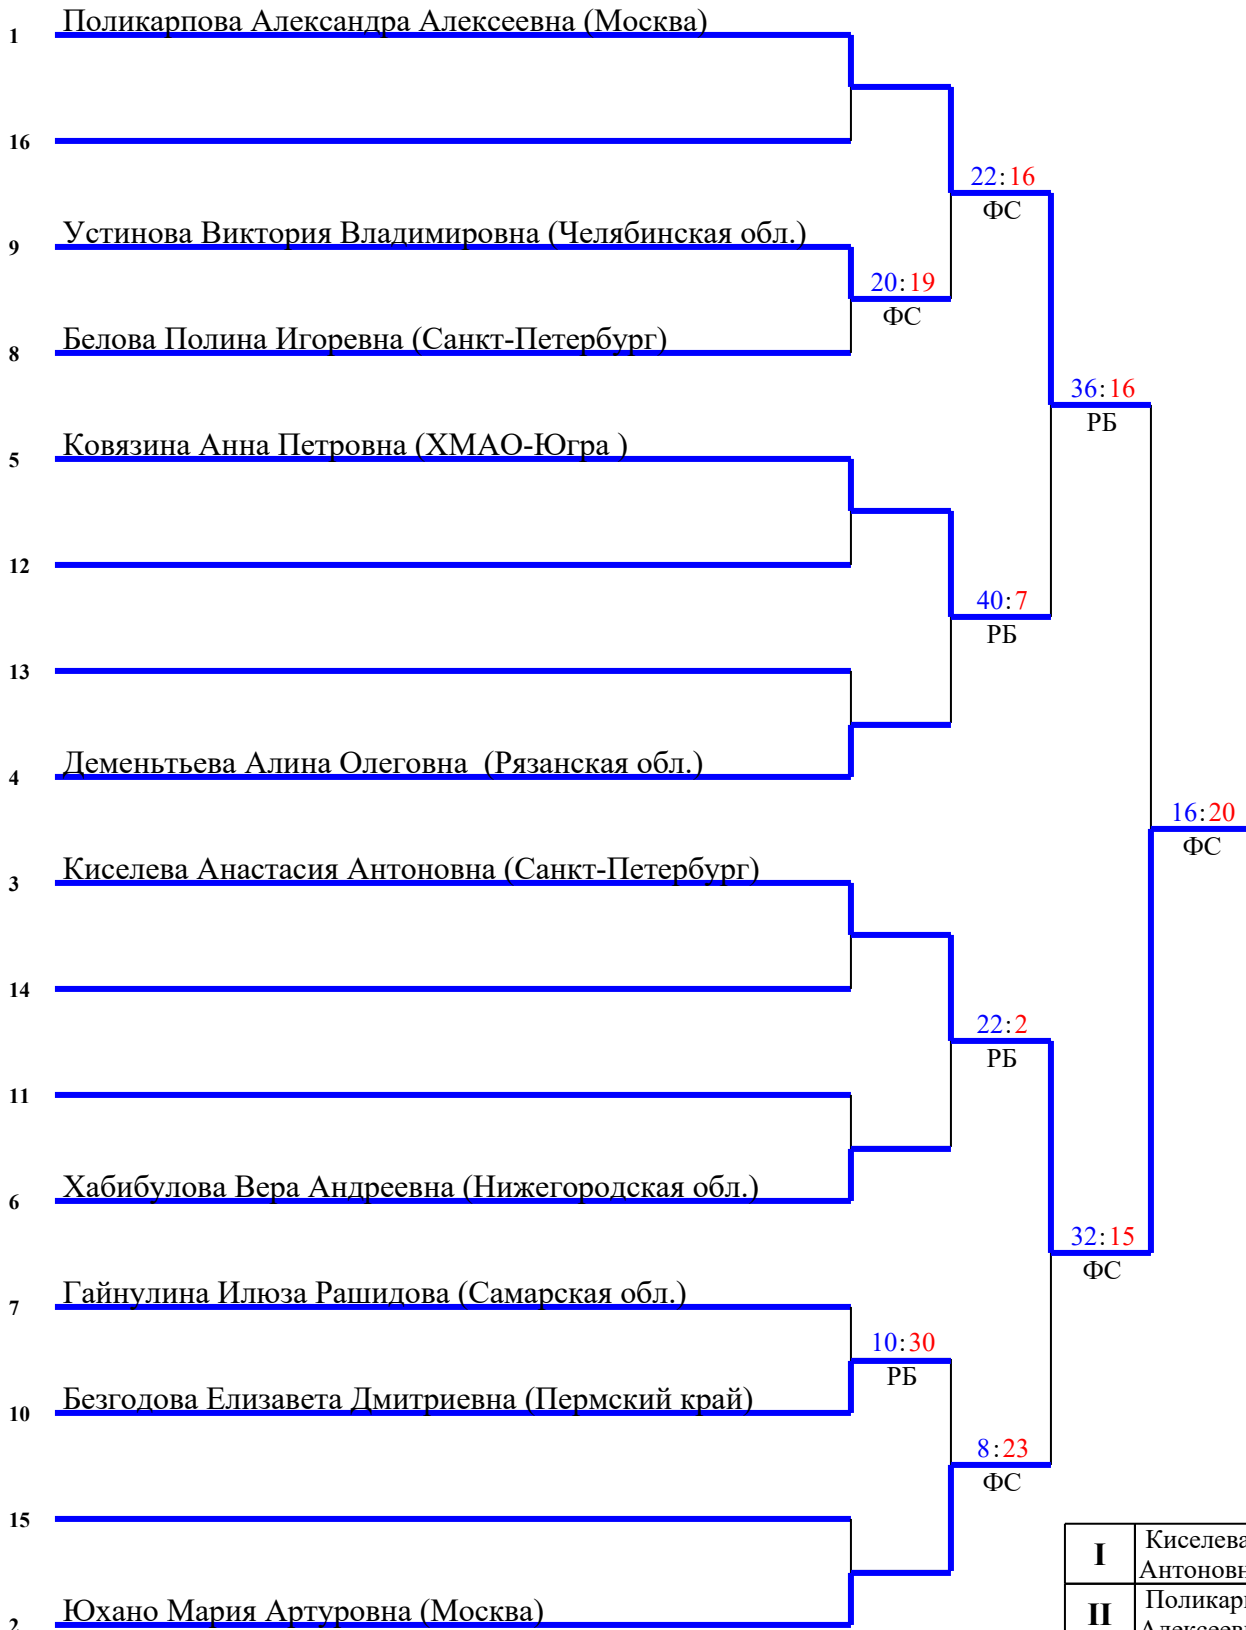 1 Поликарпова Александра Алексеевна (Москва)
16
22:16
ФС
9 Устинова Виктория Владимировна (Челябинская обл.)
20:19
ФС
8 Белова Полина Игоревна (Санкт-Петербург)
36:16
РБ
5 Ковязина Анна Петровна (ХМАО-Югра )
12
40:7
РБ
13
4 Дементьева Алина Олеговна (Рязанская обл.)
16:20
ФС
3 Киселева Анастасия Антоновна (Санкт-Петербург)
14
22:2
РБ
11
6 Хабибулова Вера Андреевна (Нижегородская обл.)
32:15
ФС
7 Гайнулина Илюза Рашидова (Самарская обл.)
10:30
РБ
10 Безгодова Елизавета Дмитриевна (Пермский край)
8:23
ФС
15
I Киселева
Антоновн
2 Юхано Мария Артуровна (Москва)
II Поликар